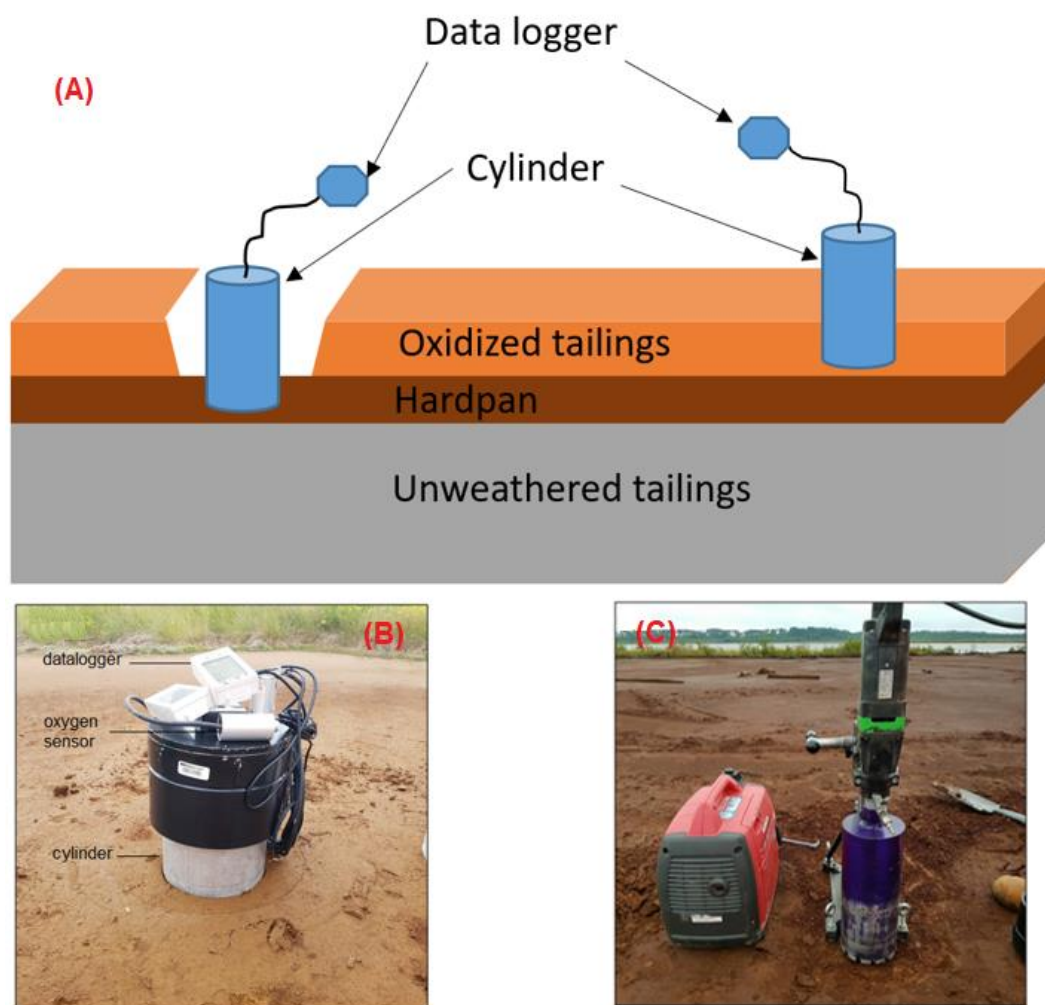 Data logger
(A)
Cylinder
Oxidized tailings
Hardpan
Unweathered tailings
(B)
datalogger
oxygen
sensor
cylinder
(C)